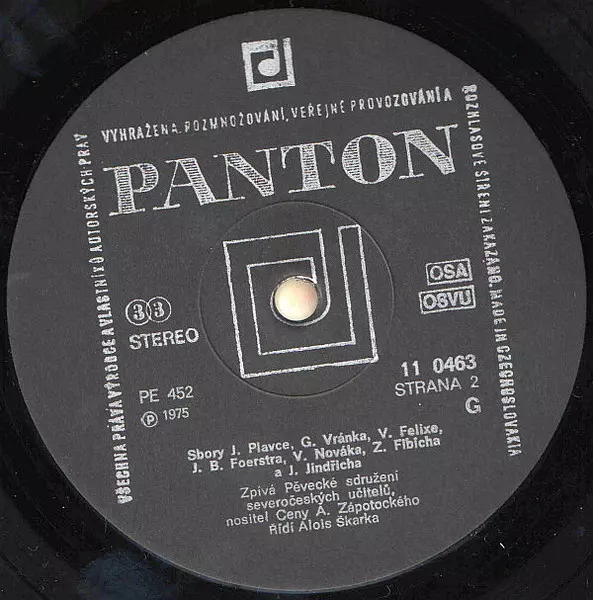 VŠECHNA PRÁVA VÝROBCE A VLASTNÍKŮ AUTORSKÝCH PRÁV
VYHRAŽENA. ROZMNOŽOVÁNÍ, VEŘEJNÉ PROVOZOVÁNÍ A
ROZHLASOVÉ ŠÍŘENÍ ZAKÁZÁNO. MADE IN CZECHOSLOVAKIA
PANTON
OSA
OSVU
33
STEREO
PE 452
℗ 1975
11 0463
STRANA 2
G
Sbory J. Plavce, G. Vránka, V. Felixe,
J. B. Foerstra, V. Nováka, Z. Fibicha
a J. Jindřicha
Zpívá Pěvecké sdružení
severočeských učitelů,
nositel Ceny A. Zápotockého
Řídí Alois Škarka